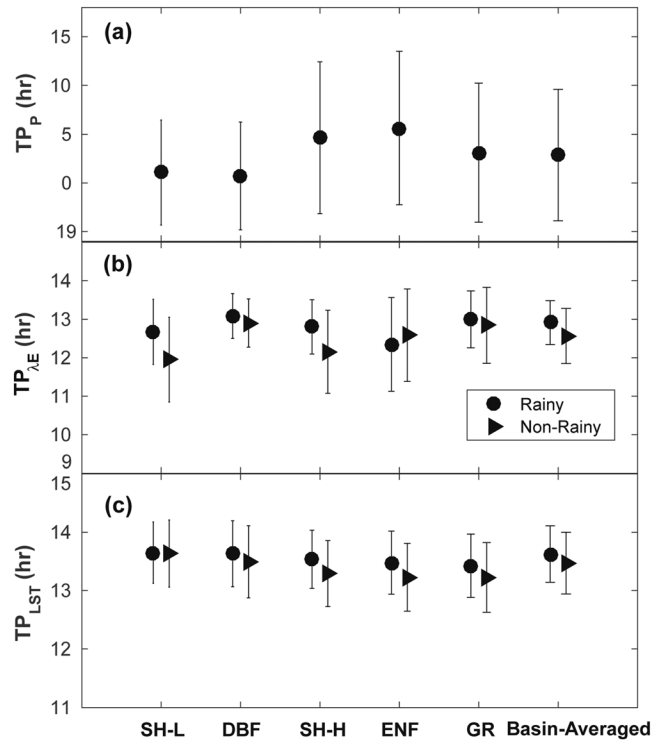 (a)
TP_P (hr)
15
10
5
0
19
(b)
TP_λE (hr)
14
13
12
11
10
9
Rainy
Non-Rainy
(c)
TP_LST (hr)
15
14
13
12
11
SH-L DBF SH-H ENF GR Basin-Averaged